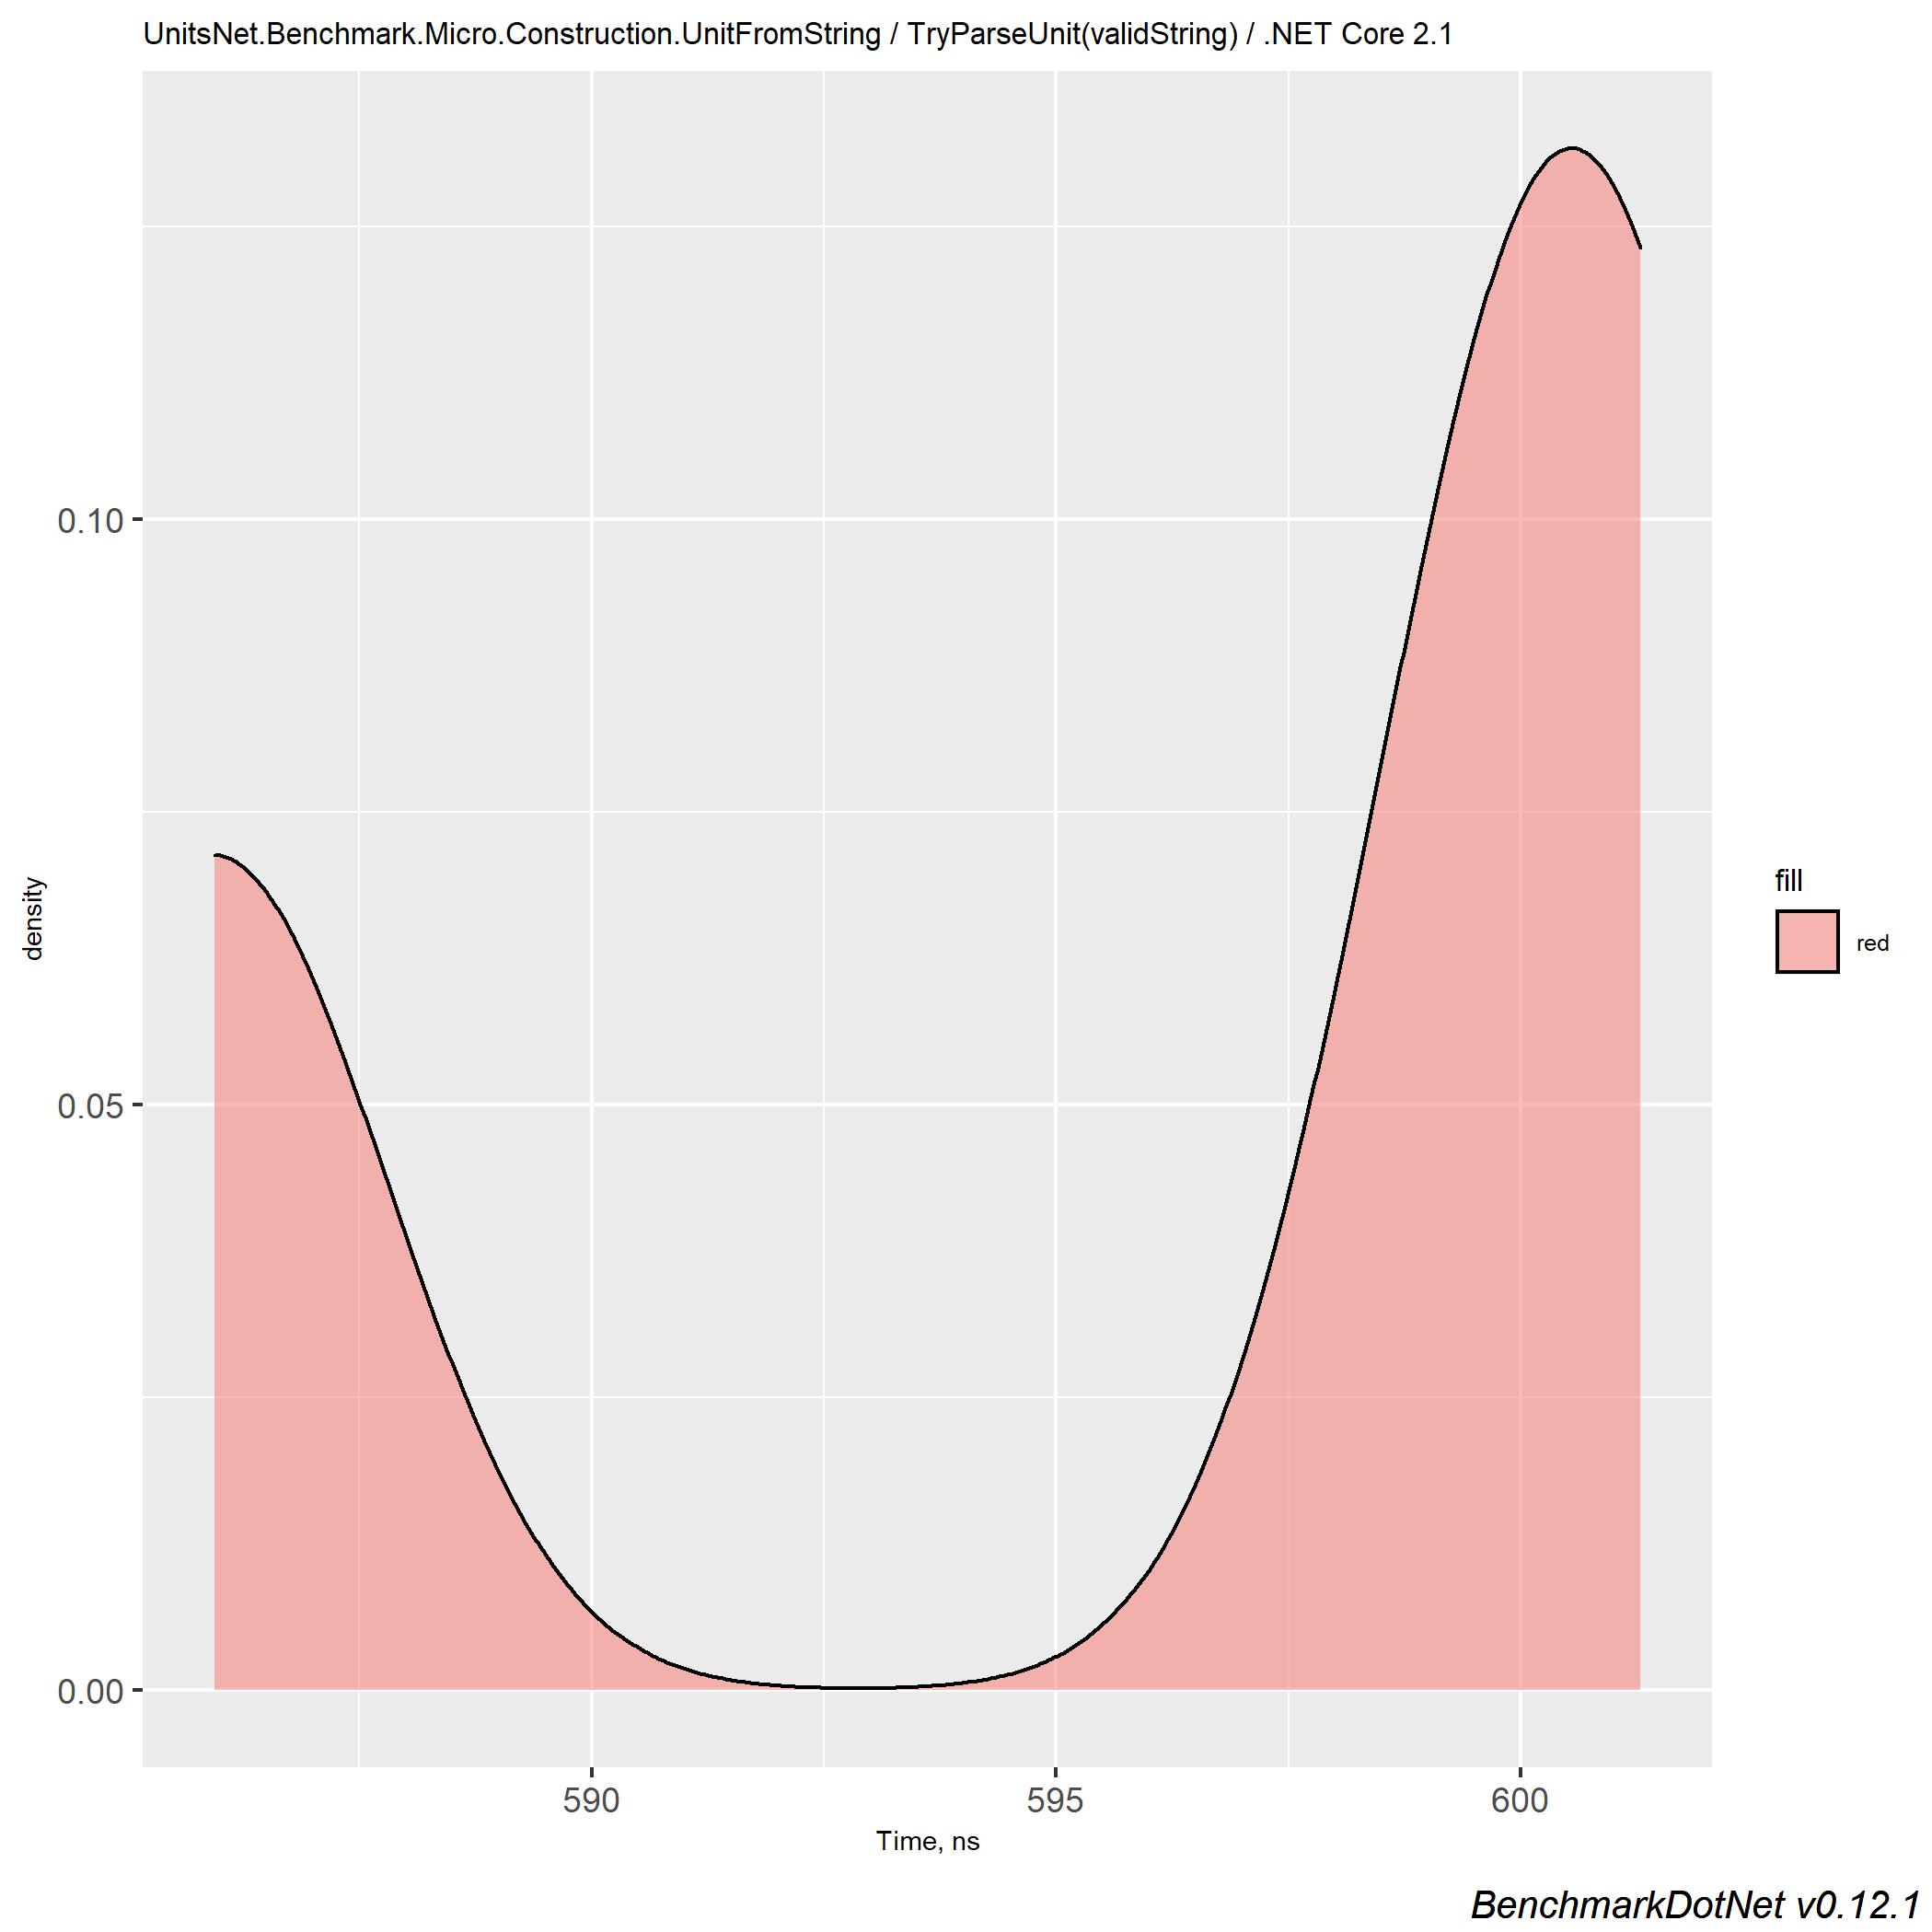 UnitsNet.Benchmark.Micro.Construction.UnitFromString / TryParseUnit(validString) / .NET Core 2.1
0.10
0.05
0.00
density
590 595 600
Time, ns
fill
red
BenchmarkDotNet v0.12.1